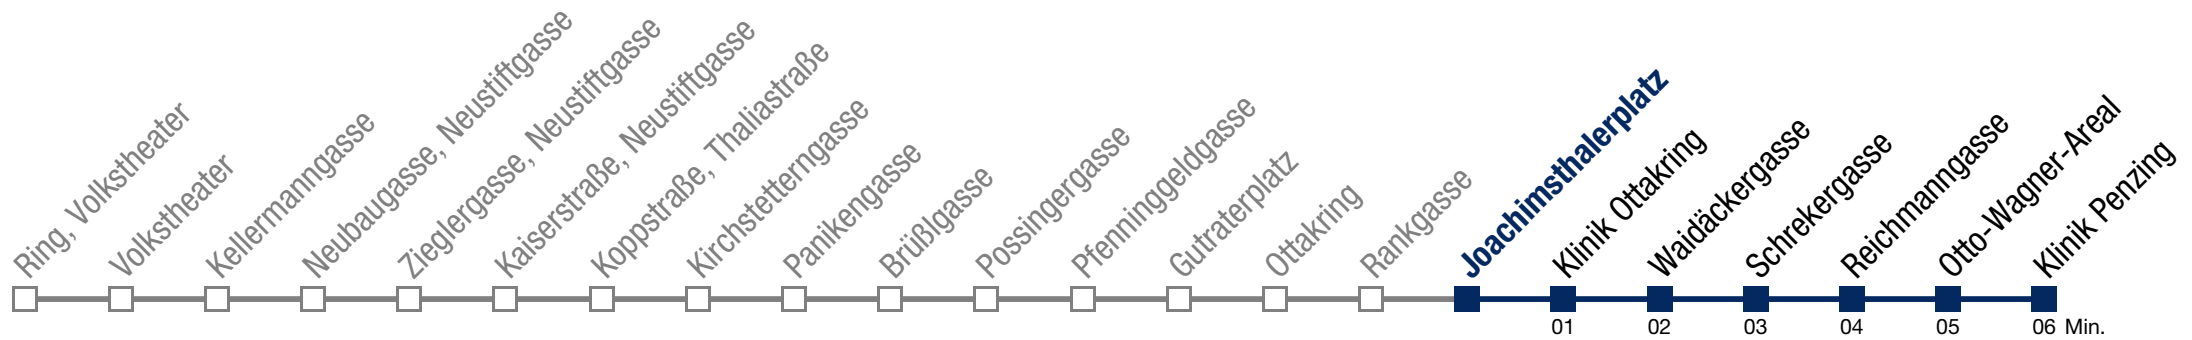 Ring, Volkstheater
Volkstheater
Kellermanngasse
Neubaugasse, Neustiftgasse
Zieglergasse, Neustiftgasse
Kaiserstraße, Neustiftgasse
Koppstraße, Thaliastraße
Kirchstetterngasse
Panikengasse
Brüßlgasse
Possingergasse
Pfenninggeldgasse
Gutraterplatz
Ottakring
Rankgasse
Joachimsthalerplatz
Klinik Ottakring
Waidäckergasse
Schrekergasse
Reichmanngasse
Otto-Wagner-Areal
Klinik Penzing
01 02 03 04 05 06 Min.